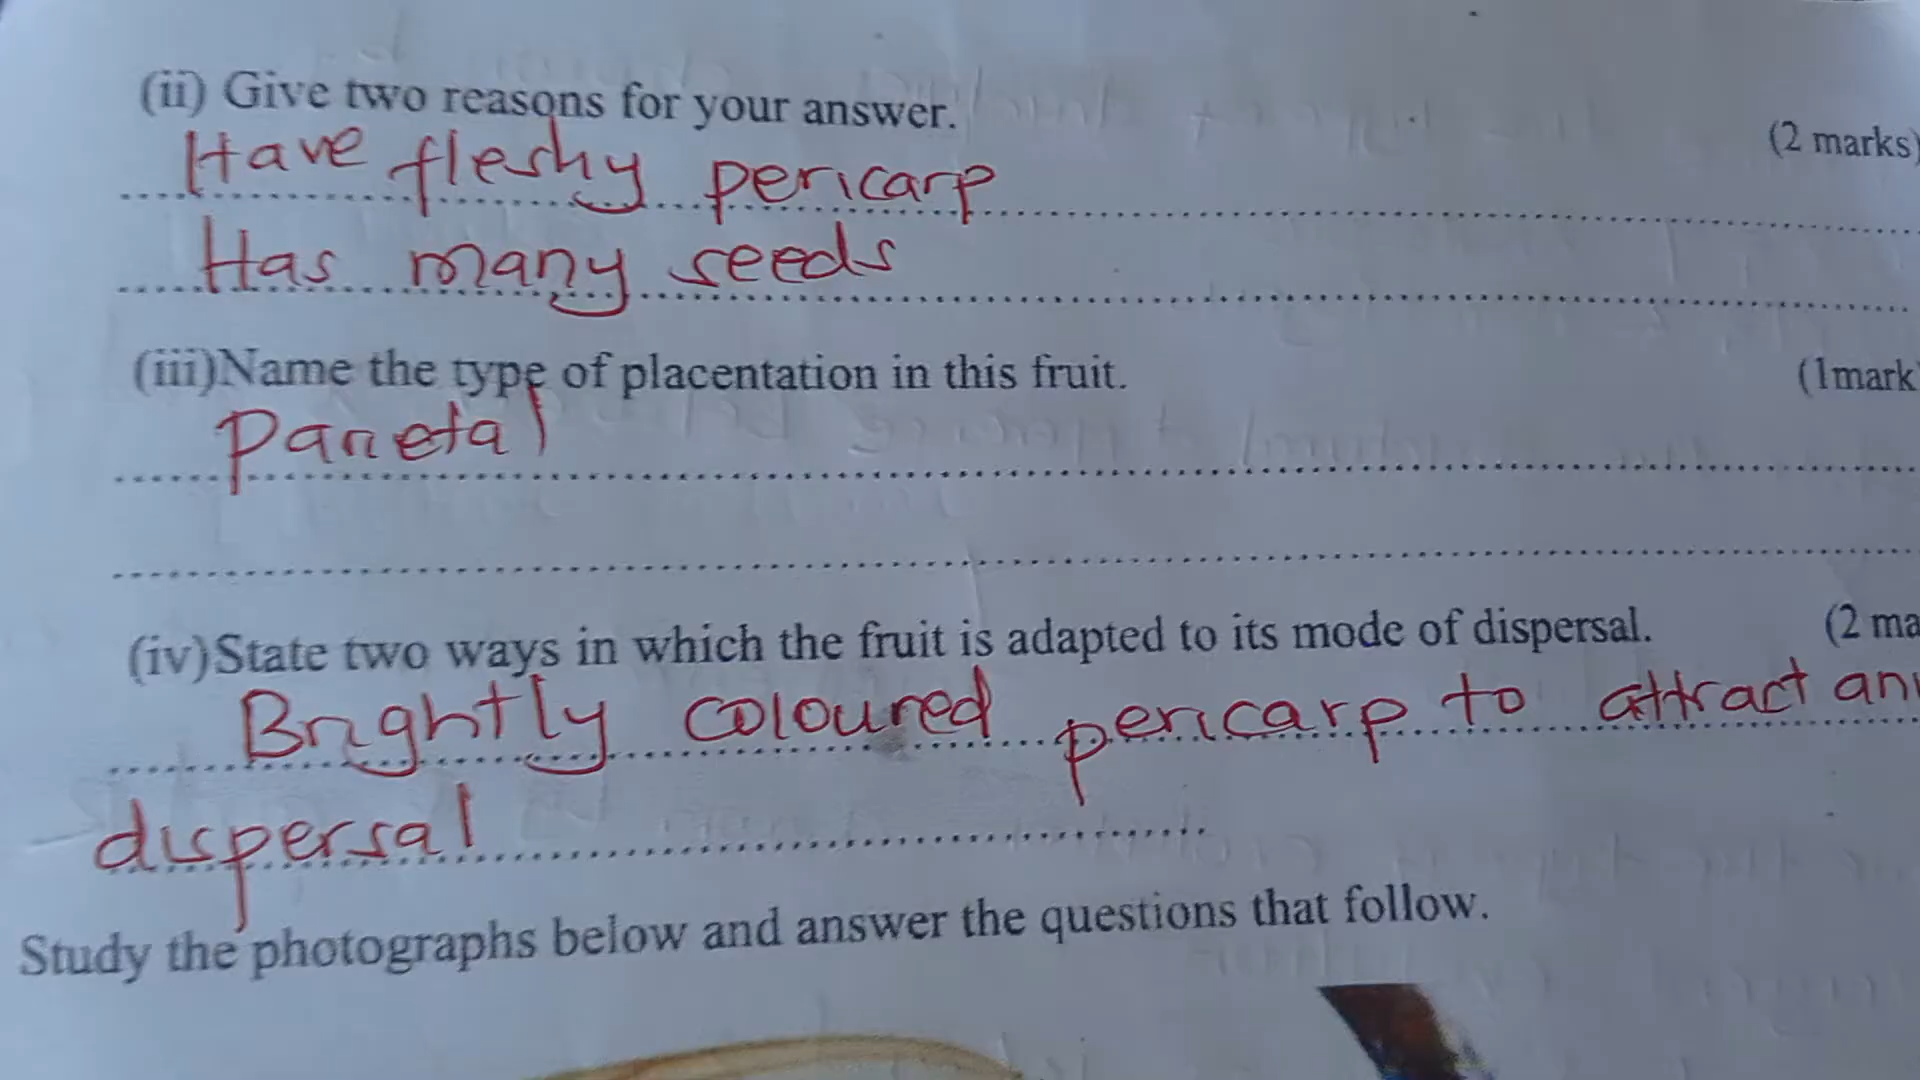 (ii) Give two reasons for your answer.
(2 marks)
Have fleshy pericarp
Has many seeds
(iii)Name the type of placentation in this fruit.
(1mark
Parietal
(iv)State two ways in which the fruit is adapted to its mode of dispersal.
(2 ma
Brightly coloured pericarp to attract ani
dispersal
Study the photographs below and answer the questions that follow.